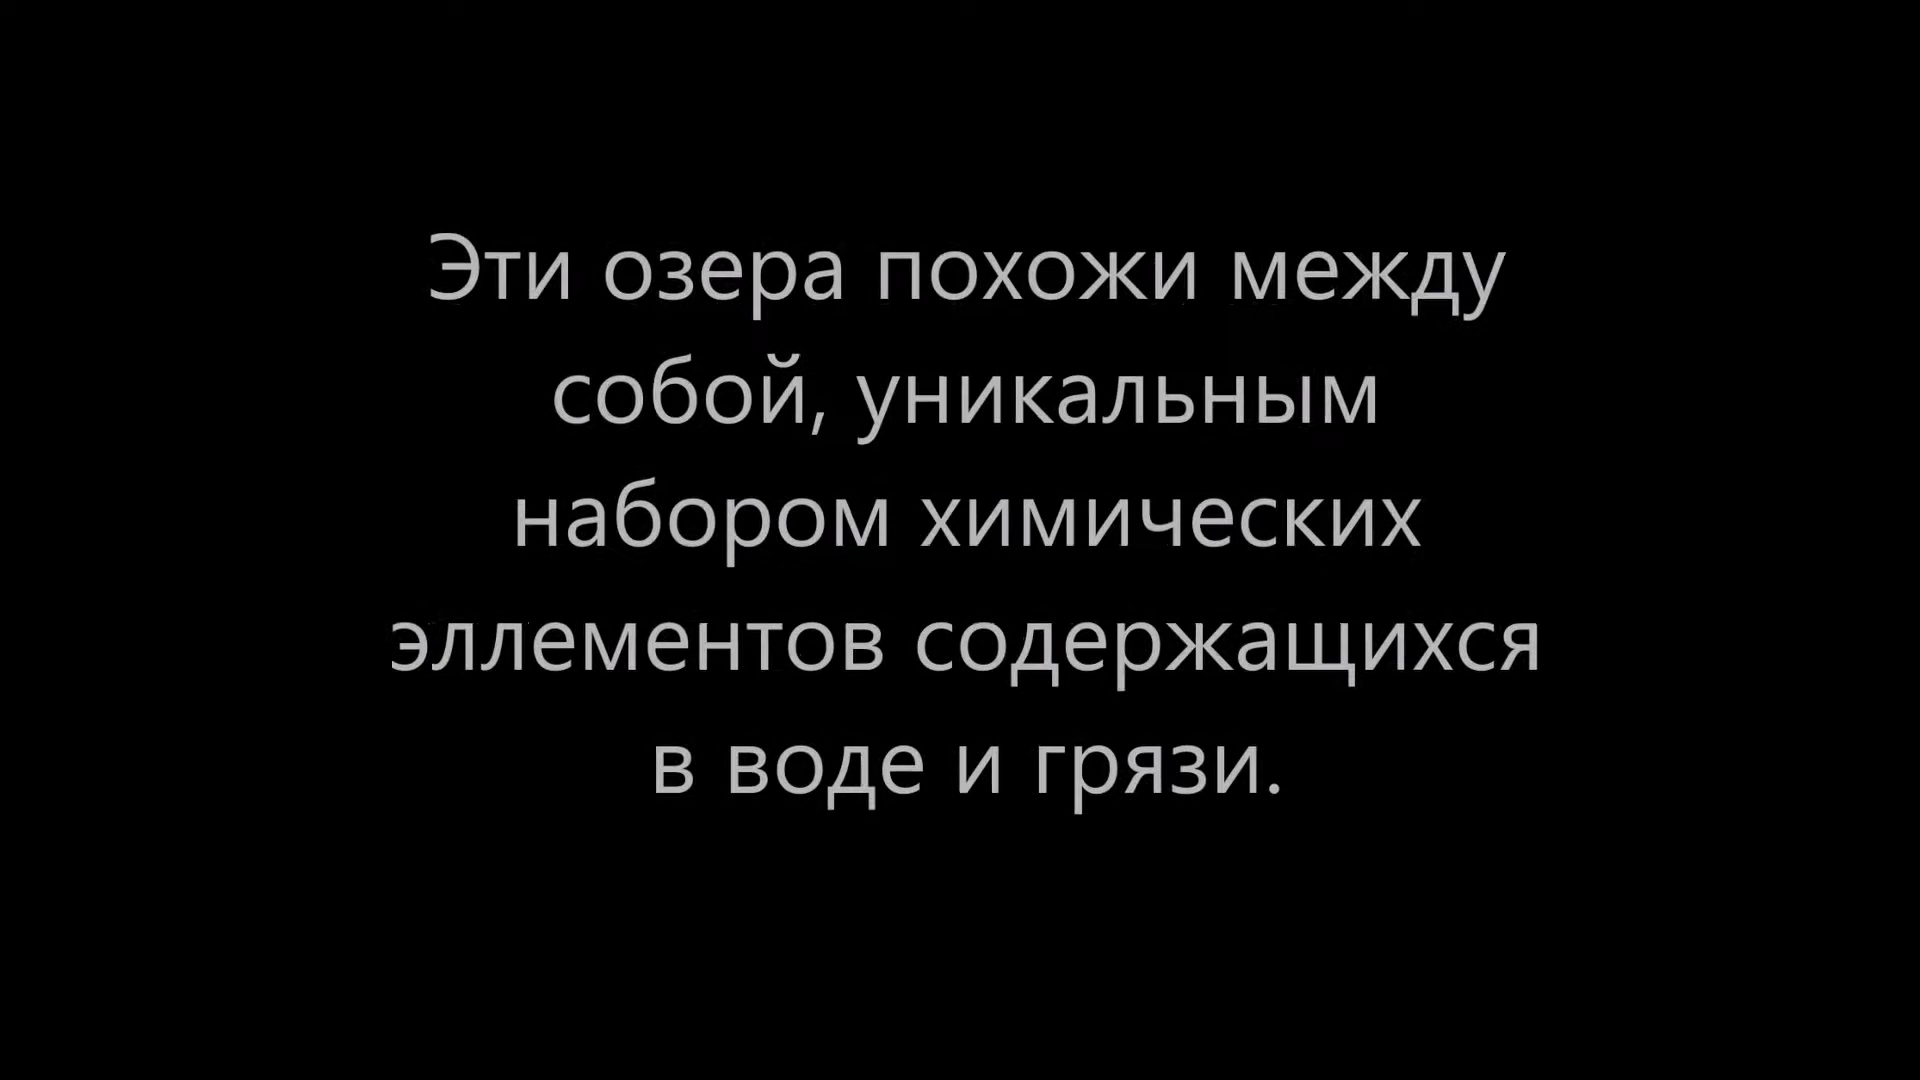 Эти озера похожи между
собой, уникальным
набором химических
эллементов содержащихся
в воде и грязи.